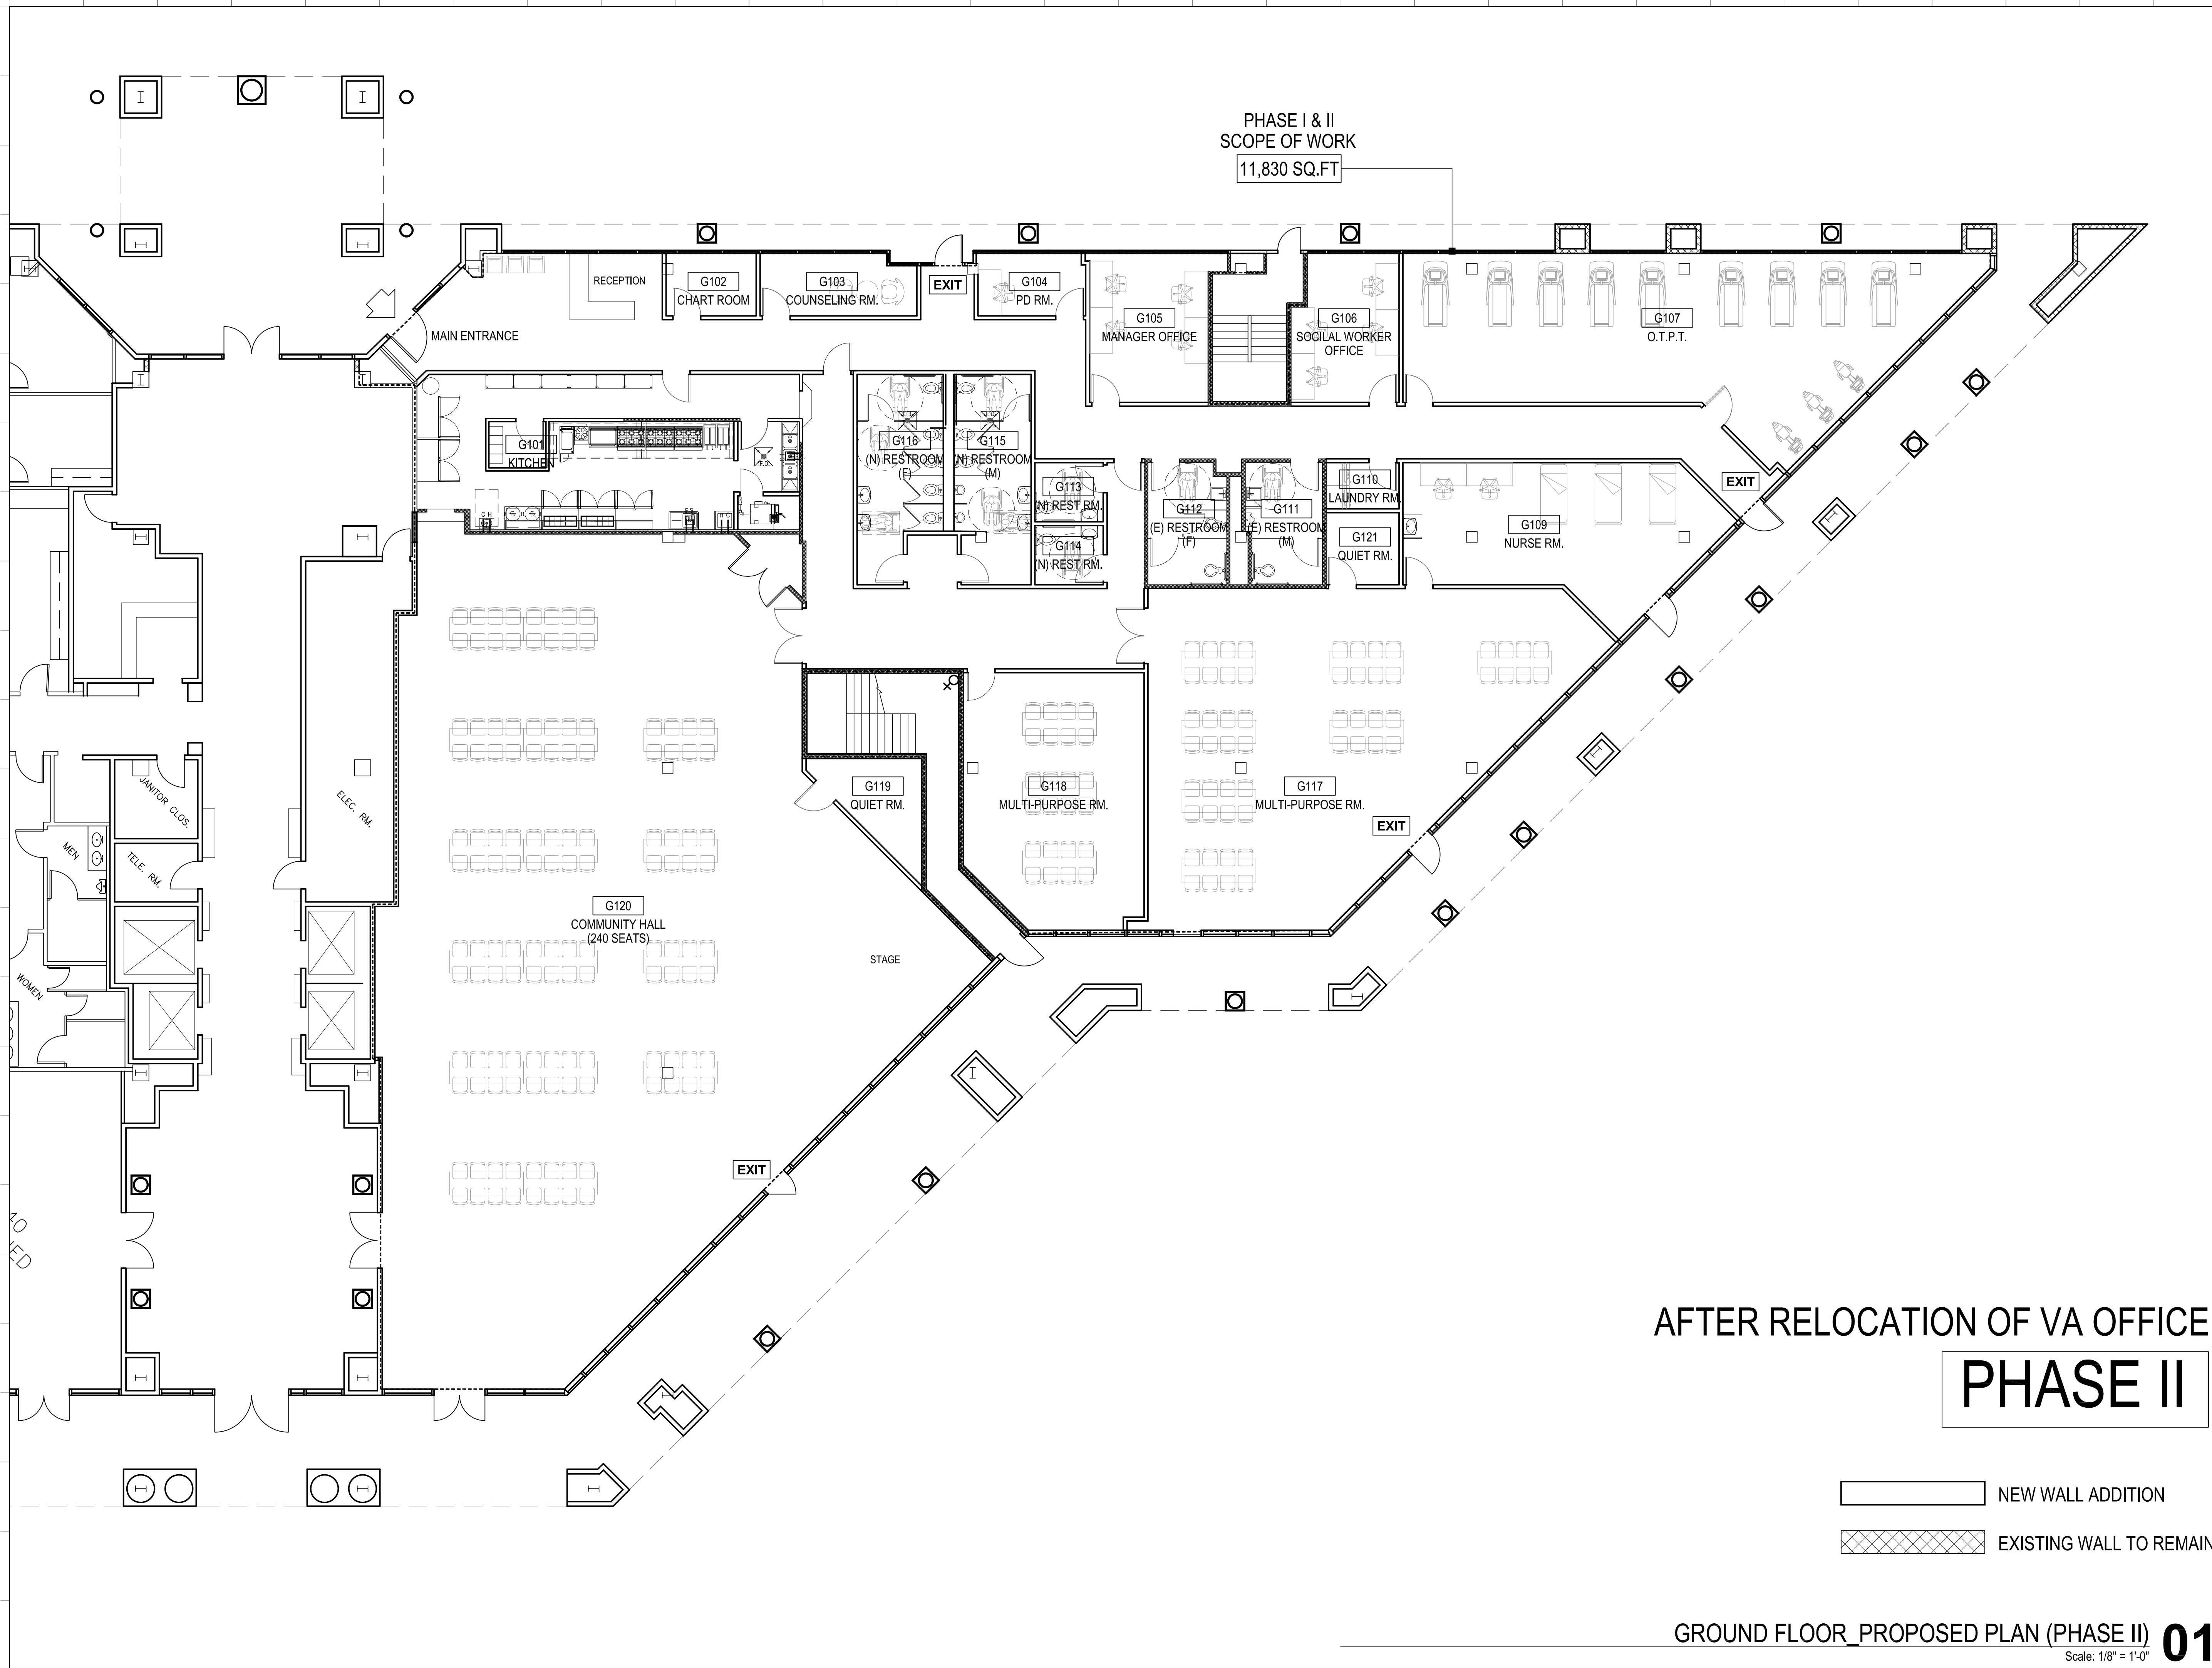 PHASE I & II
SCOPE OF WORK
11,830 SQ.FT
RECEPTION
MAIN ENTRANCE
G102
CHART ROOM
G103
COUNSELING RM.
EXIT
G104
PD RM.
G105
MANAGER OFFICE
G106
SOCILAL WORKER
OFFICE
G107
O.T.P.T.
G101
KITCHEN
F.D.
C.H.
E.S.
H.C.
G116
(N) RESTROOM
(F)
G115
(N) RESTROOM
(M)
G113
(N) REST RM.
G114
(N) REST RM.
G112
(E) RESTROOM
(F)
G111
(E) RESTROOM
(M)
G110
LAUNDRY RM.
G121
QUIET RM.
G109
NURSE RM.
EXIT
JANITOR CLOS.
ELEC. RM.
MEN
TELE. RM.
WOMEN
G119
QUIET RM.
G118
MULTI-PURPOSE RM.
G117
MULTI-PURPOSE RM.
EXIT
G120
COMMUNITY HALL
(240 SEATS)
STAGE
EXIT
AFTER RELOCATION OF VA OFFICE
PHASE II
NEW WALL ADDITION
EXISTING WALL TO REMAIN
GROUND FLOOR_PROPOSED PLAN (PHASE II)
Scale: 1/8" = 1'-0"
01